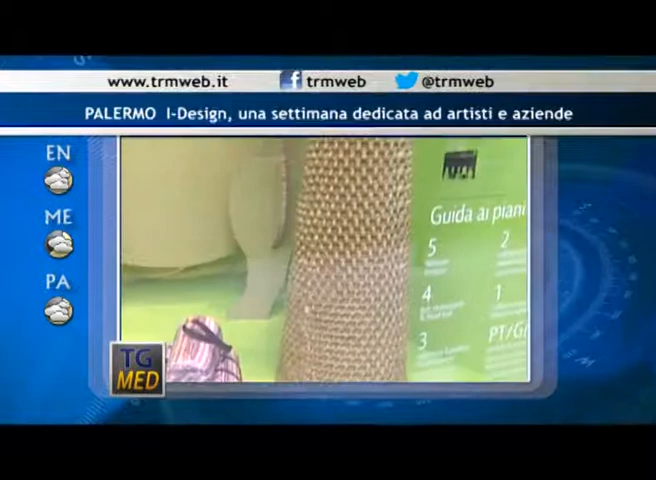 www.trmweb.it trmweb @trmweb
PALERMO I-Design, una settimana dedicata ad artisti e aziende
EN
ME
PA
Guida ai piani
5 2
4 1
3 PT/G
TG
MED